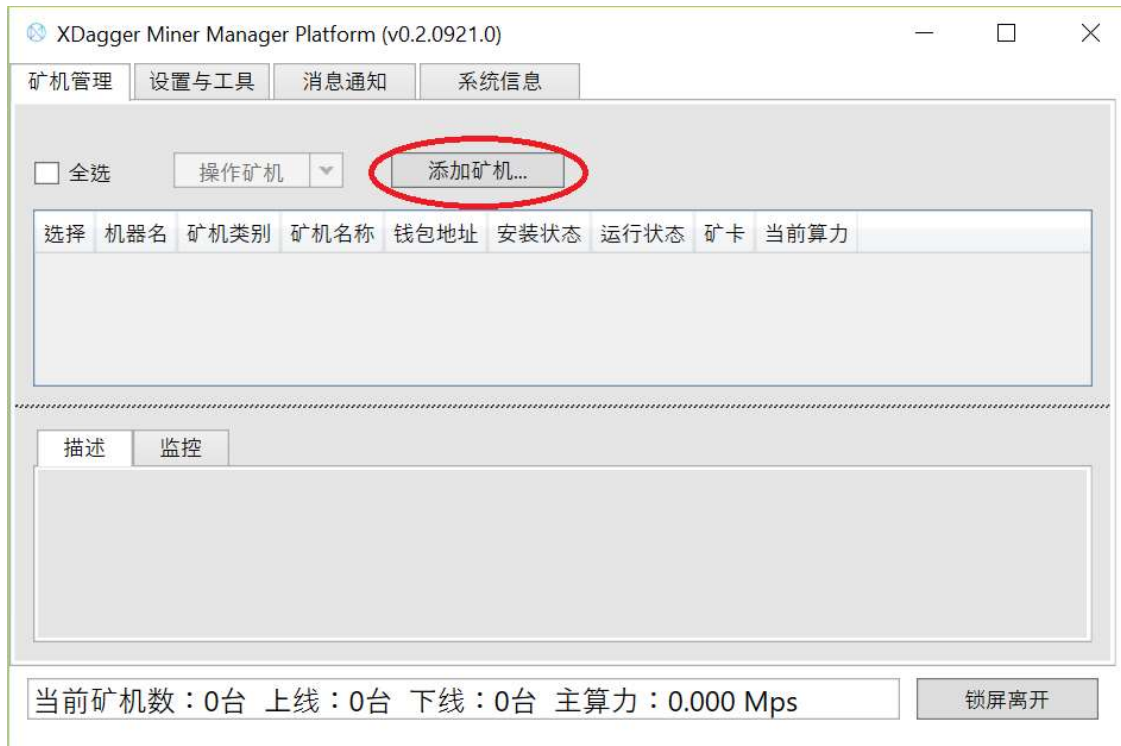 XDagger Miner Manager Platform (v0.2.0921.0)
矿机管理 设置与工具 消息通知 系统信息
全选 操作矿机 添加矿机...
选择 机器名 矿机类别 矿机名称 钱包地址 安装状态 运行状态 矿卡 当前算力
描述 监控
当前矿机数：0台 上线：0台 下线：0台 主算力：0.000 Mps 锁屏离开